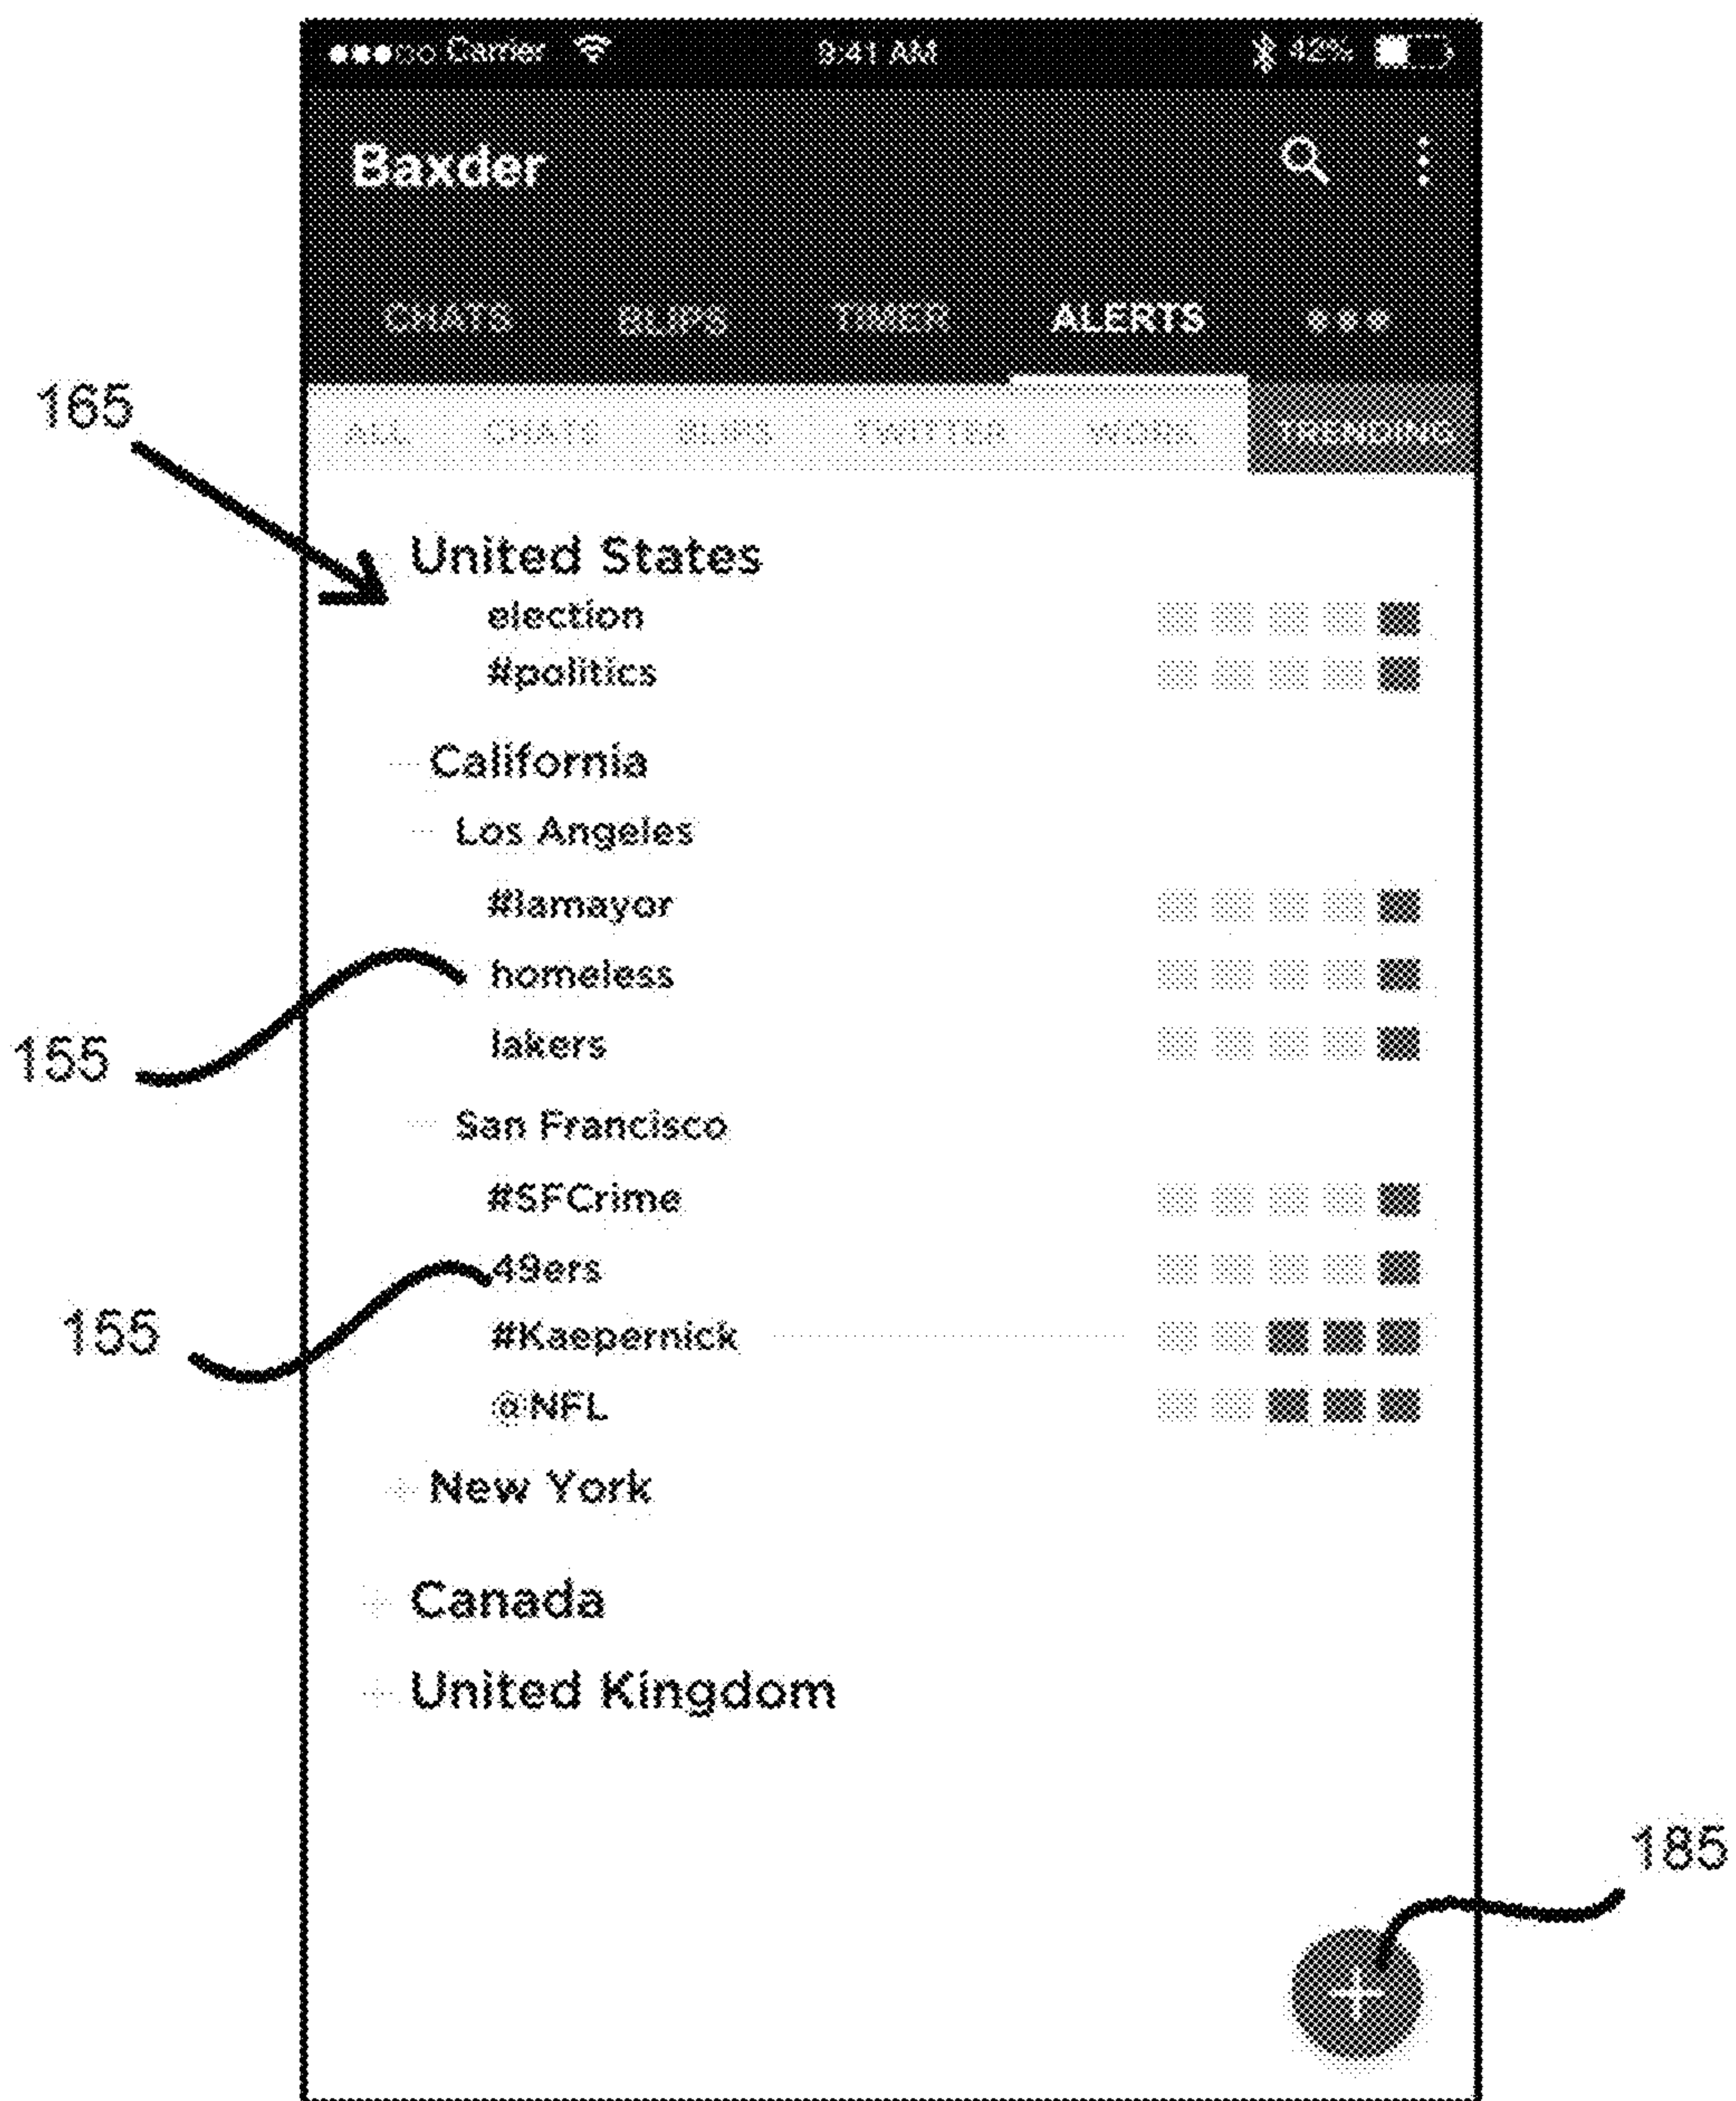 Carrier 9:41 AM 42%
Baxder
CHATS BLIPS TIMER ALERTS
165
ALL CHATS BLIPS TWITTER WORK TRENDING
United States
election
#politics
California
Los Angeles
#lamayor
homeless
155
lakers
San Francisco
#SFCrime
49ers
155
#Kaepernick
@NFL
+ New York
+ Canada
+ United Kingdom
185
+